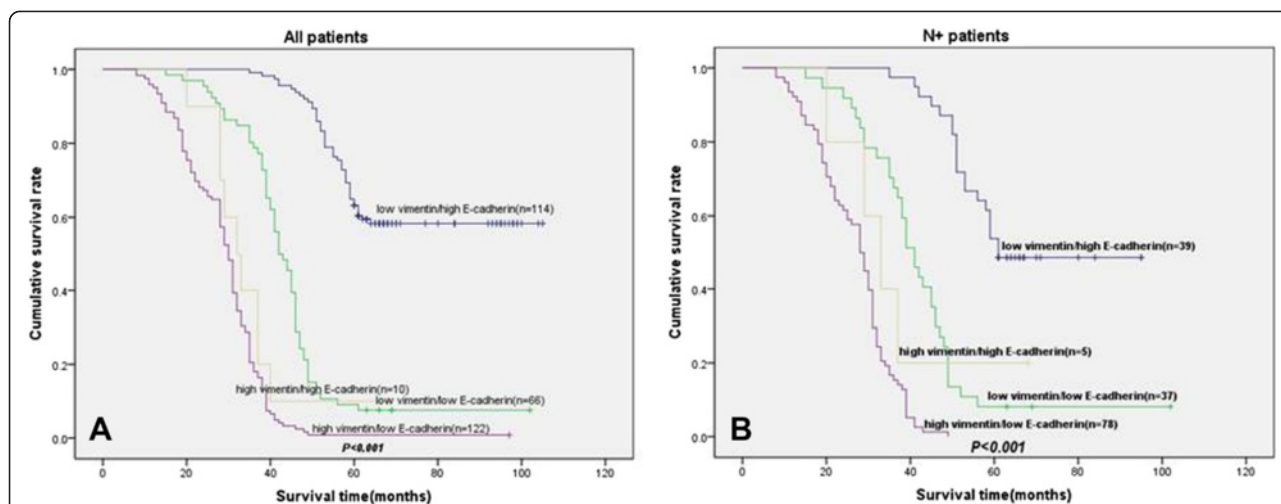 All patients
Cumulative survival rate
1.0
0.8
0.6
0.4
0.2
0.0
low vimentin/high E-cadherin(n=114)
high vimentin/high E-cadherin(n=10)
low vimentin/low E-cadherin(n=66)
high vimentin/low E-cadherin(n=122)
P<0.001
A
0
20
40
60
80
100
120
Survival time(months)
N+ patients
Cumulative survival rate
1.0
0.8
0.6
0.4
0.2
0.0
low vimentin/high E-cadherin(n=39)
high vimentin/high E-cadherin(n=5)
low vimentin/low E-cadherin(n=37)
high vimentin/low E-cadherin(n=78)
P<0.001
B
0
20
40
60
80
100
120
Survival time(months)